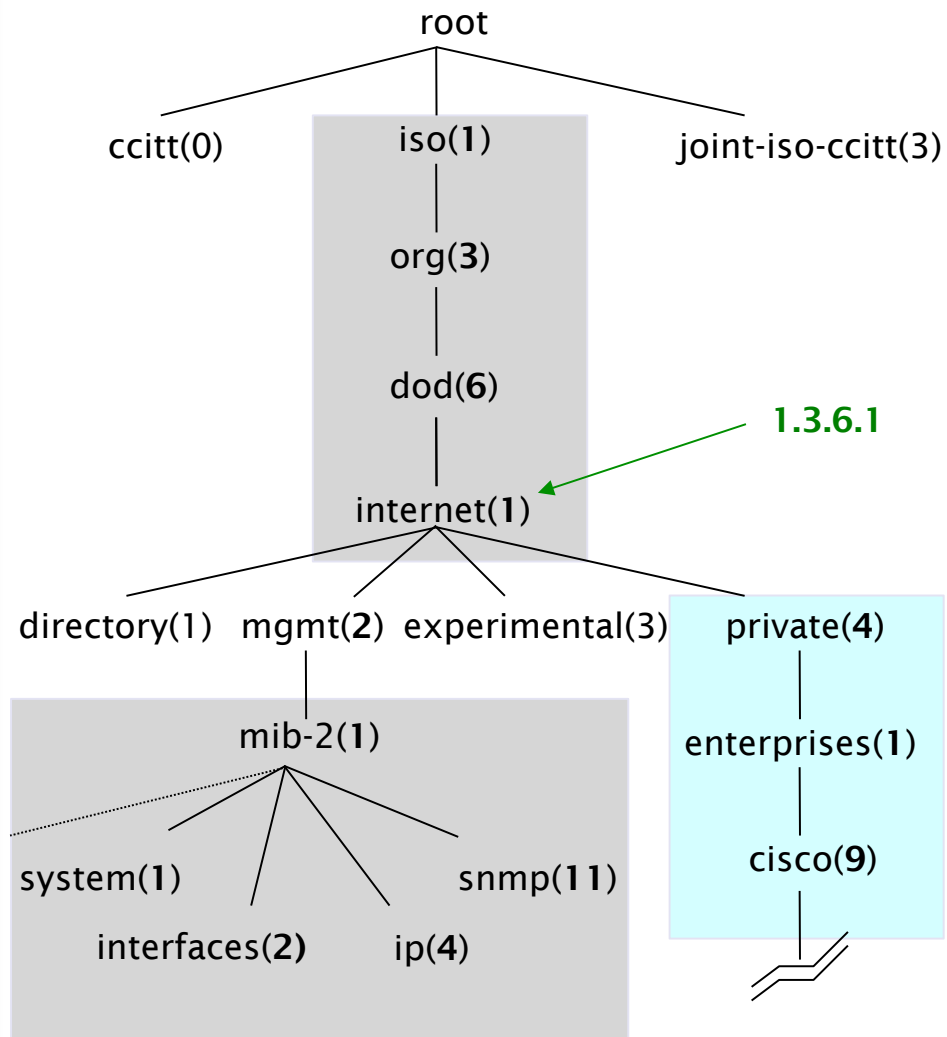 root
ccitt(0) iso(1) joint-iso-ccitt(3)
org(3)
dod(6)
1.3.6.1
internet(1)
directory(1) mgmt(2) experimental(3) private(4)
mib-2(1) enterprises(1)
system(1) snmp(11) cisco(9)
interfaces(2) ip(4)